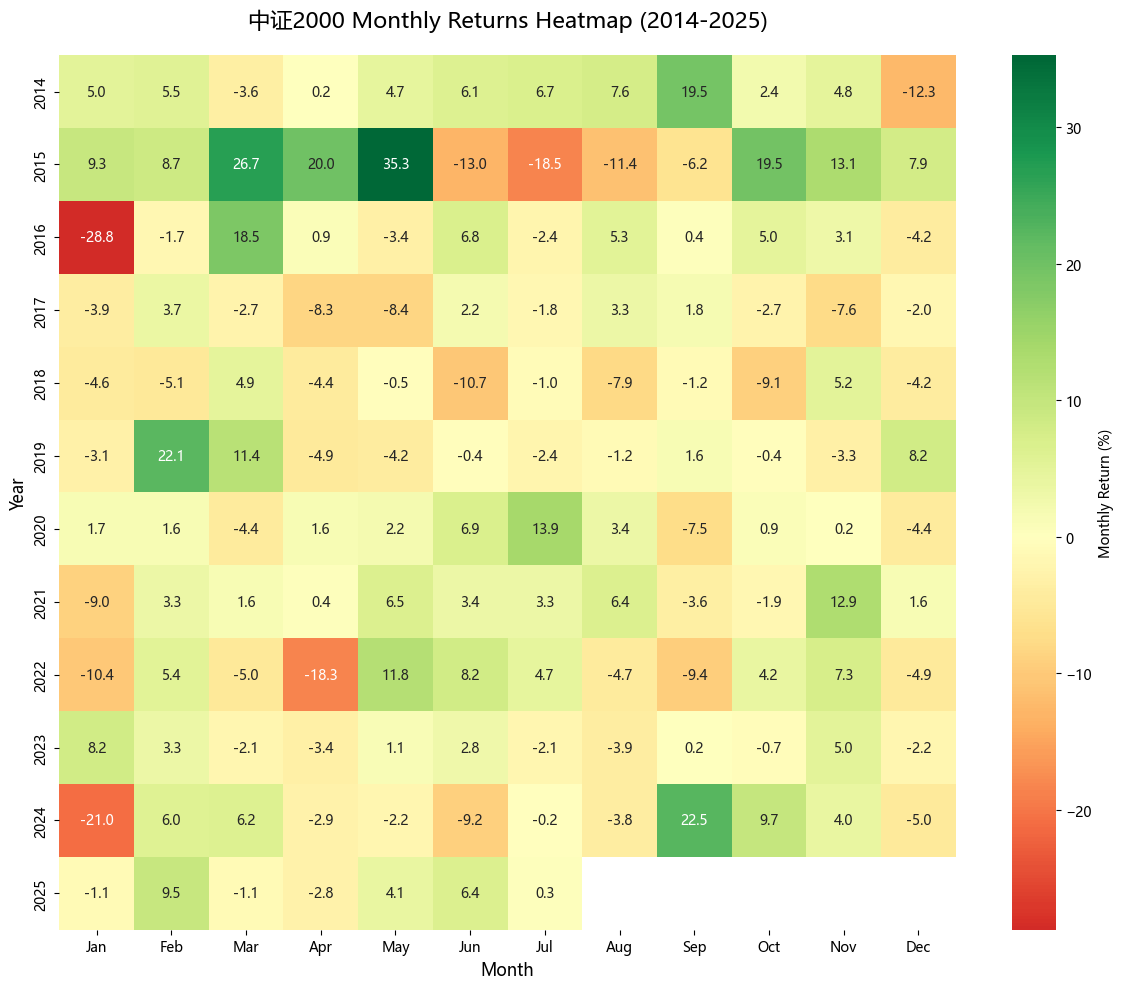 中证2000 Monthly Returns Heatmap (2014-2025)
2014 5.0 5.5 -3.6 0.2 4.7 6.1 6.7 7.6 19.5 2.4 4.8 -12.3
2015 9.3 8.7 26.7 20.0 35.3 -13.0 -18.5 -11.4 -6.2 19.5 13.1 7.9
2016 -28.8 -1.7 18.5 0.9 -3.4 6.8 -2.4 5.3 0.4 5.0 3.1 -4.2
2017 -3.9 3.7 -2.7 -8.3 -8.4 2.2 -1.8 3.3 1.8 -2.7 -7.6 -2.0
2018 -4.6 -5.1 4.9 -4.4 -0.5 -10.7 -1.0 -7.9 -1.2 -9.1 5.2 -4.2
2019 -3.1 22.1 11.4 -4.9 -4.2 -0.4 -2.4 -1.2 1.6 -0.4 -3.3 8.2
2020 1.7 1.6 -4.4 1.6 2.2 6.9 13.9 3.4 -7.5 0.9 0.2 -4.4
2021 -9.0 3.3 1.6 0.4 6.5 3.4 3.3 6.4 -3.6 -1.9 12.9 1.6
2022 -10.4 5.4 -5.0 -18.3 11.8 8.2 4.7 -4.7 -9.4 4.2 7.3 -4.9
2023 8.2 3.3 -2.1 -3.4 1.1 2.8 -2.1 -3.9 0.2 -0.7 5.0 -2.2
2024 -21.0 6.0 6.2 -2.9 -2.2 -9.2 -0.2 -3.8 22.5 9.7 4.0 -5.0
2025 -1.1 9.5 -1.1 -2.8 4.1 6.4 0.3
Jan Feb Mar Apr May Jun Jul Aug Sep Oct Nov Dec
Month
Year
30
20
10
0
−10
−20
Monthly Return (%)